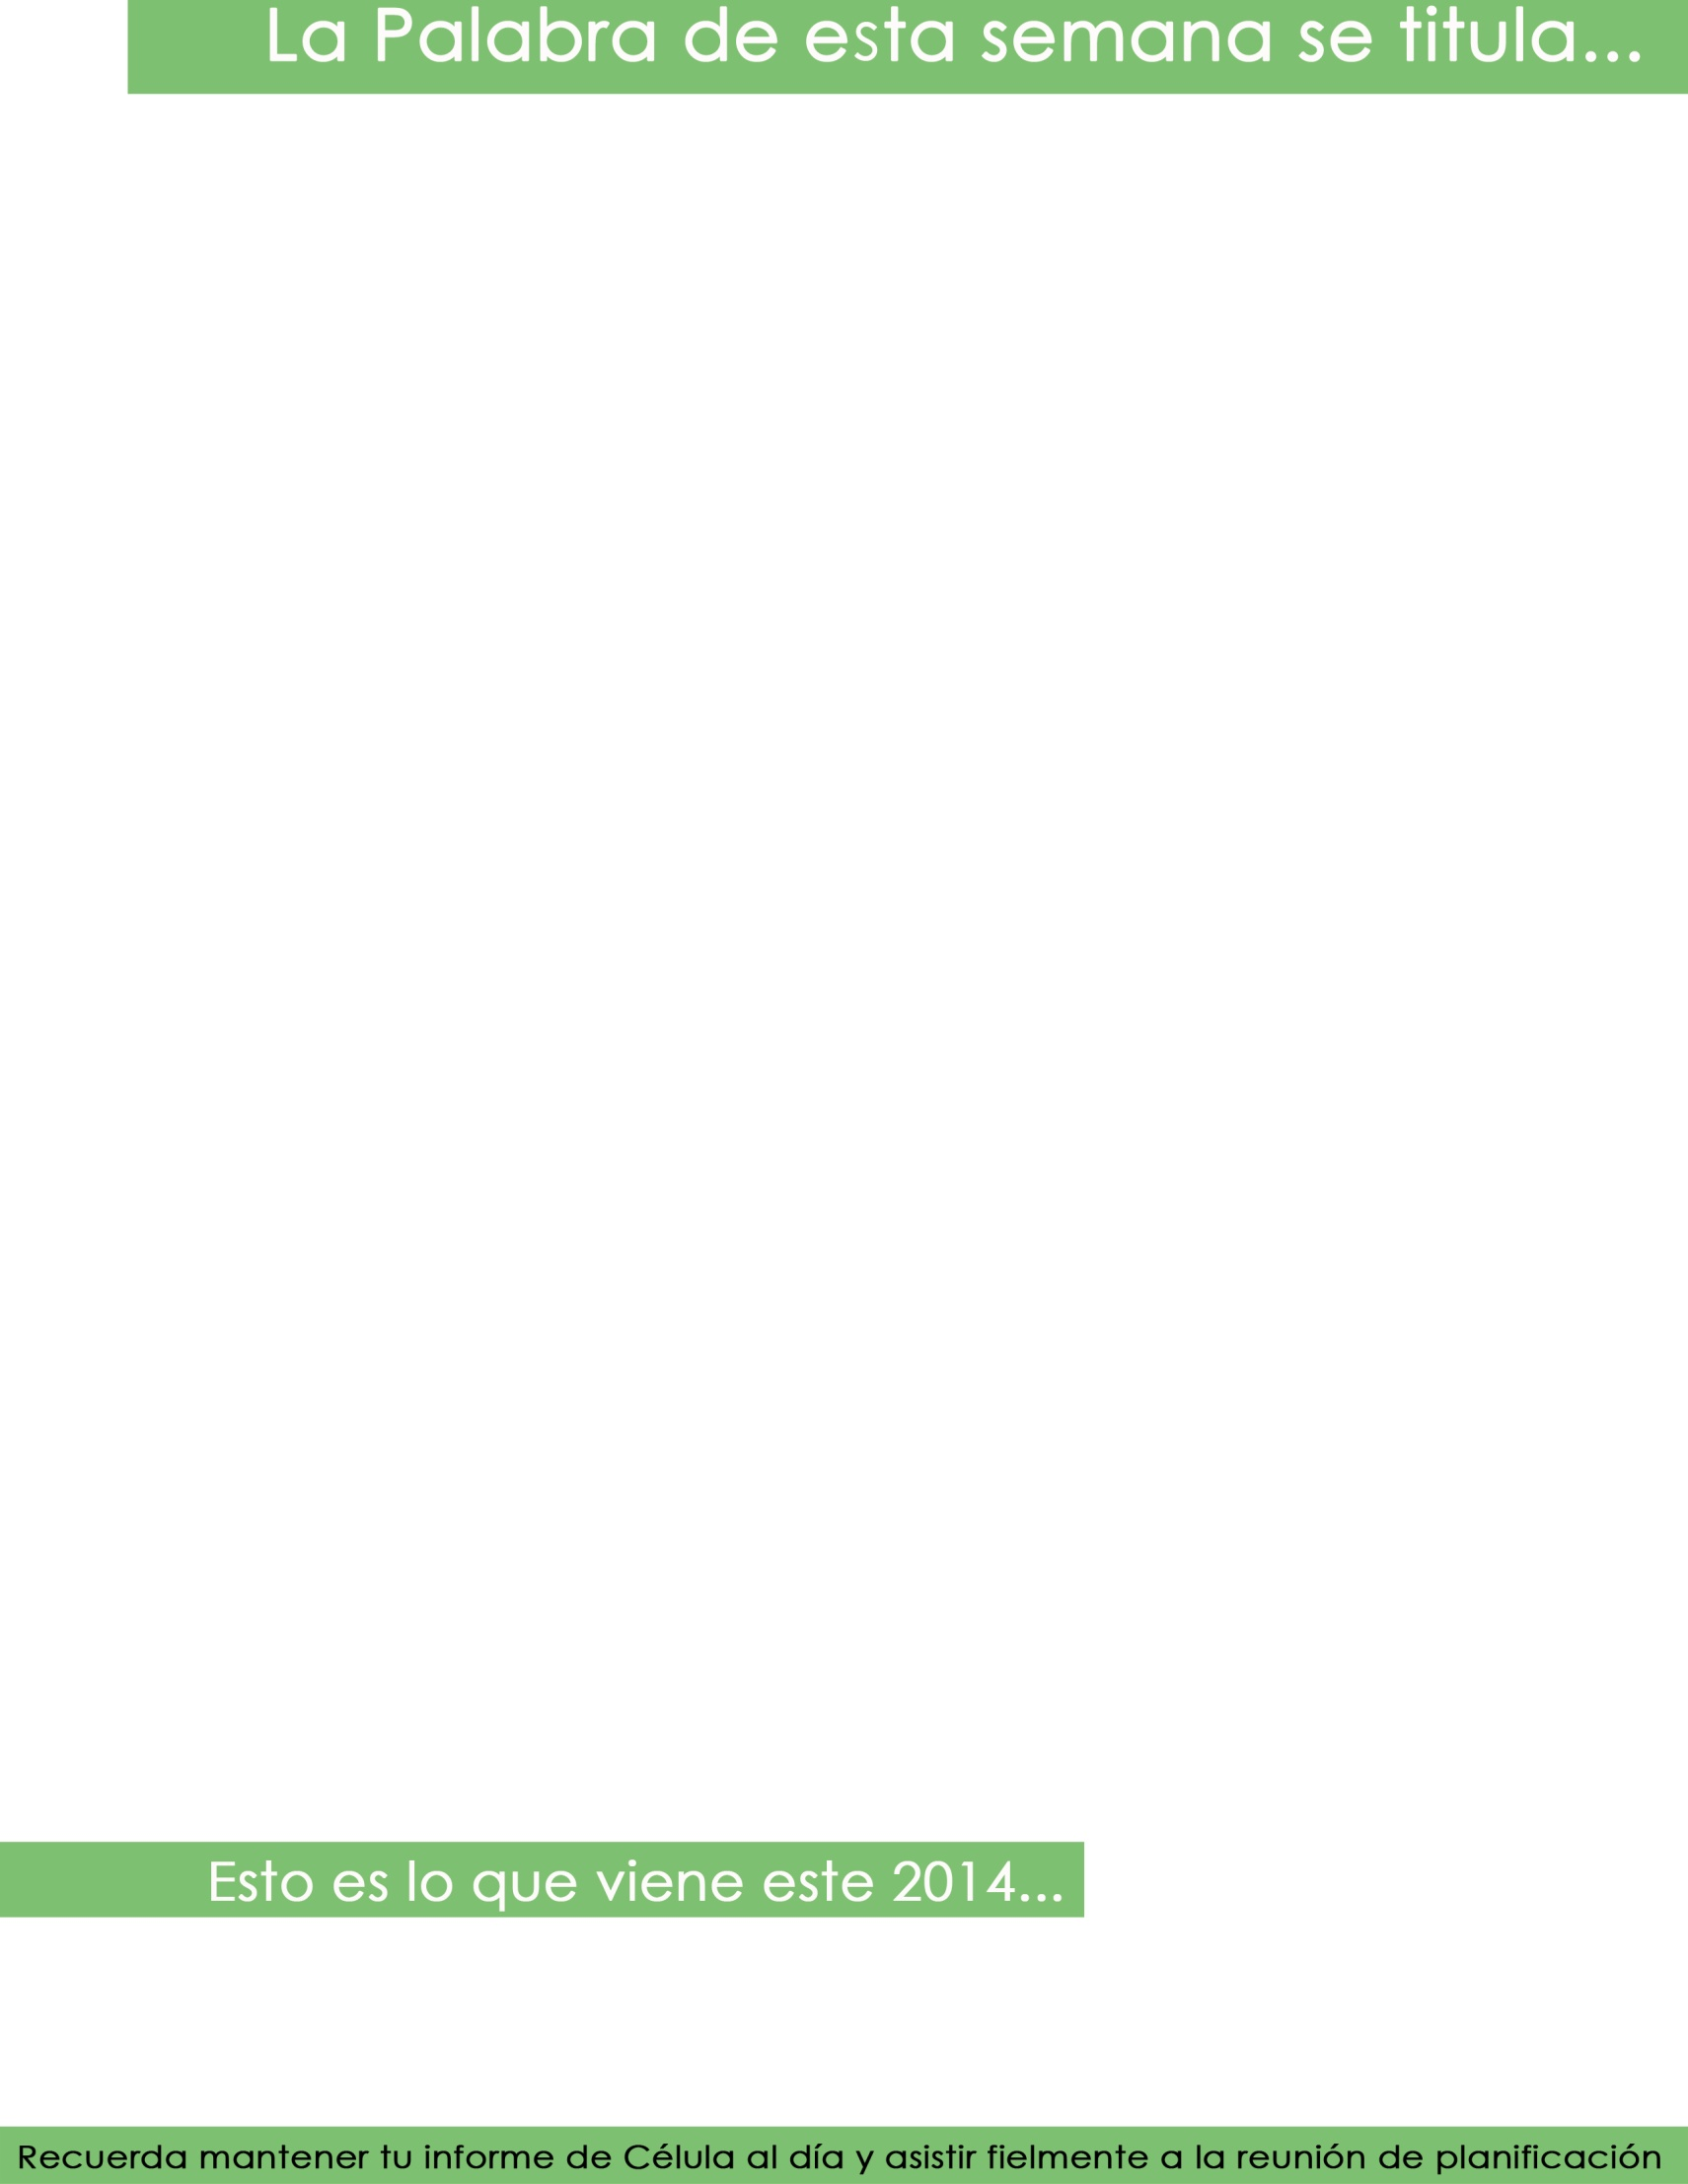 La Palabra de esta semana se titula...
Esto es lo que viene este 2014...
Recuerda mantener tu informe de Célula al día y asistir fielmente a la reunión de planificación